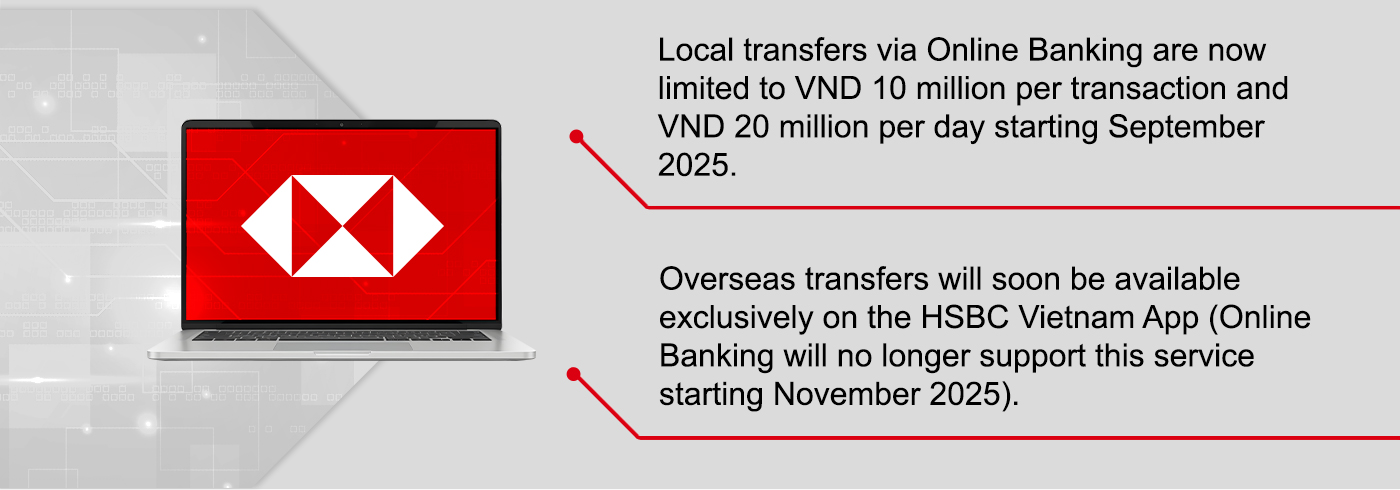 Local transfers via Online Banking are now
limited to VND 10 million per transaction and
VND 20 million per day starting September
2025.
Overseas transfers will soon be available
exclusively on the HSBC Vietnam App (Online
Banking will no longer support this service
starting November 2025).